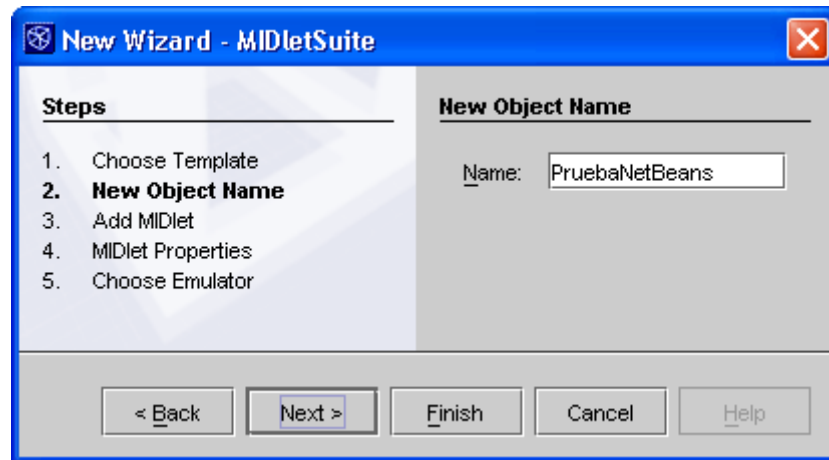 New Wizard - MIDletSuite
Steps
1. Choose Template
2. New Object Name
3. Add MIDlet
4. MIDlet Properties
5. Choose Emulator
New Object Name
Name: PruebaNetBeans
< Back Next > Finish Cancel Help